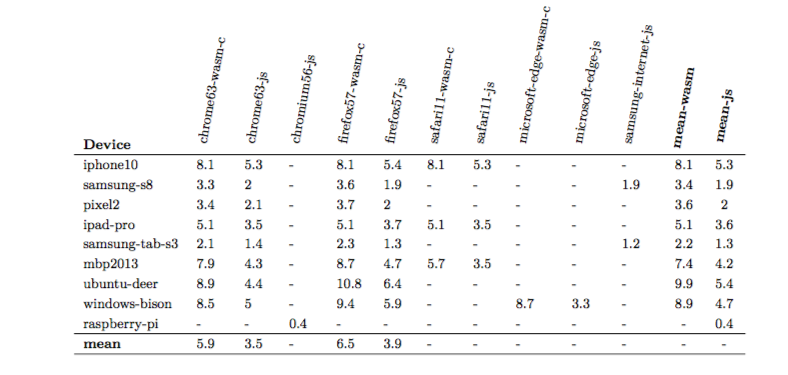 Device chrome63-wasm-c chrome63-js chromium56-js firefox57-wasm-c firefox57-js safari11-wasm-c safari11-js microsoft-edge-wasm-c microsoft-edge-js samsung-internet-js mean-wasm mean-js
iphone10 8.1 5.3 - 8.1 5.4 8.1 5.3 - - - 8.1 5.3
samsung-s8 3.3 2 - 3.6 1.9 - - - - 1.9 3.4 1.9
pixel2 3.4 2.1 - 3.7 2 - - - - - 3.6 2
ipad-pro 5.1 3.5 - 5.1 3.7 5.1 3.5 - - - 5.1 3.6
samsung-tab-s3 2.1 1.4 - 2.3 1.3 - - - - 1.2 2.2 1.3
mbp2013 7.9 4.3 - 8.7 4.7 5.7 3.5 - - - 7.4 4.2
ubuntu-deer 8.9 4.4 - 10.8 6.4 - - - - - 9.9 5.4
windows-bison 8.5 5 - 9.4 5.9 - - 8.7 3.3 - 8.9 4.7
raspberry-pi - - 0.4 - - - - - - - - 0.4
mean 5.9 3.5 - 6.5 3.9 - - - - - - -